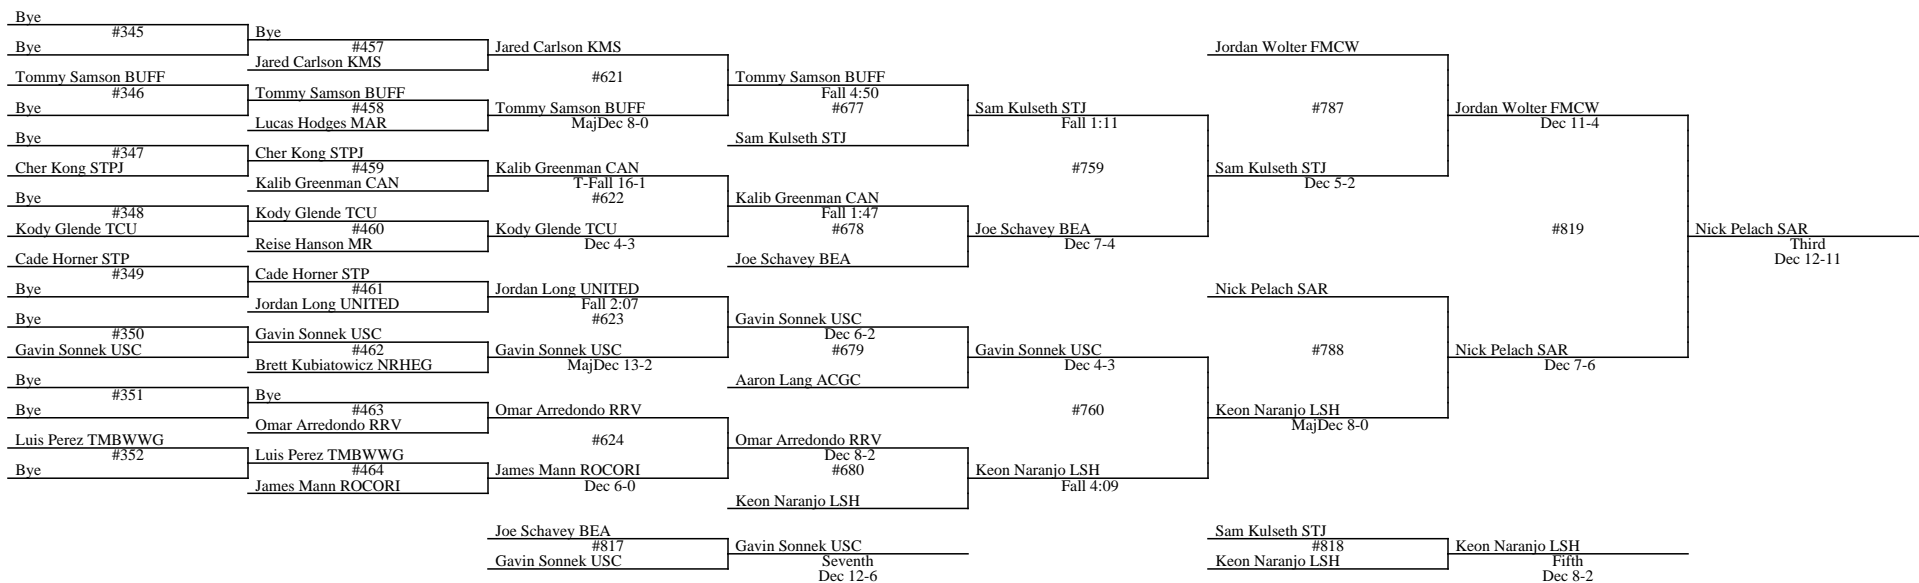 Bye
#345
Bye
Tommy Samson BUFF
#346
Bye
Bye
#347
Cher Kong STPJ
Bye
#348
Kody Glende TCU
Cade Horner STP
#349
Bye
Bye
#350
Gavin Sonnek USC
Bye
#351
Bye
Luis Perez TMBWWG
#352
Bye
Bye
#457
Jared Carlson KMS
Tommy Samson BUFF
#458
Lucas Hodges MAR
Cher Kong STPJ
#459
Kalib Greenman CAN
Kody Glende TCU
#460
Reise Hanson MR
Cade Horner STP
#461
Jordan Long UNITED
Gavin Sonnek USC
#462
Brett Kubiatowicz NRHEG
Bye
#463
Omar Arredondo RRV
Luis Perez TMBWWG
#464
James Mann ROCORI
Jared Carlson KMS
#621
Tommy Samson BUFF
MajDec 8-0
Kalib Greenman CAN
T-Fall 16-1
#622
Kody Glende TCU
Dec 4-3
Jordan Long UNITED
Fall 2:07
#623
Gavin Sonnek USC
MajDec 13-2
Omar Arredondo RRV
#624
James Mann ROCORI
Dec 6-0
Tommy Samson BUFF
Fall 4:50
#677
Sam Kulseth STJ
Kalib Greenman CAN
Fall 1:47
#678
Joe Schavey BEA
Gavin Sonnek USC
Dec 6-2
#679
Aaron Lang ACGC
Omar Arredondo RRV
Dec 8-2
#680
Keon Naranjo LSH
Sam Kulseth STJ
Fall 1:11
#759
Joe Schavey BEA
Dec 7-4
Gavin Sonnek USC
Dec 4-3
#760
Keon Naranjo LSH
Fall 4:09
Jordan Wolter FMCW
#787
Sam Kulseth STJ
Dec 5-2
Nick Pelach SAR
#788
Keon Naranjo LSH
MajDec 8-0
Jordan Wolter FMCW
Dec 11-4
#819
Nick Pelach SAR
Dec 7-6
Nick Pelach SAR
Third
Dec 12-11
Joe Schavey BEA
#817
Gavin Sonnek USC
Gavin Sonnek USC
Seventh
Dec 12-6
Sam Kulseth STJ
#818
Keon Naranjo LSH
Keon Naranjo LSH
Fifth
Dec 8-2